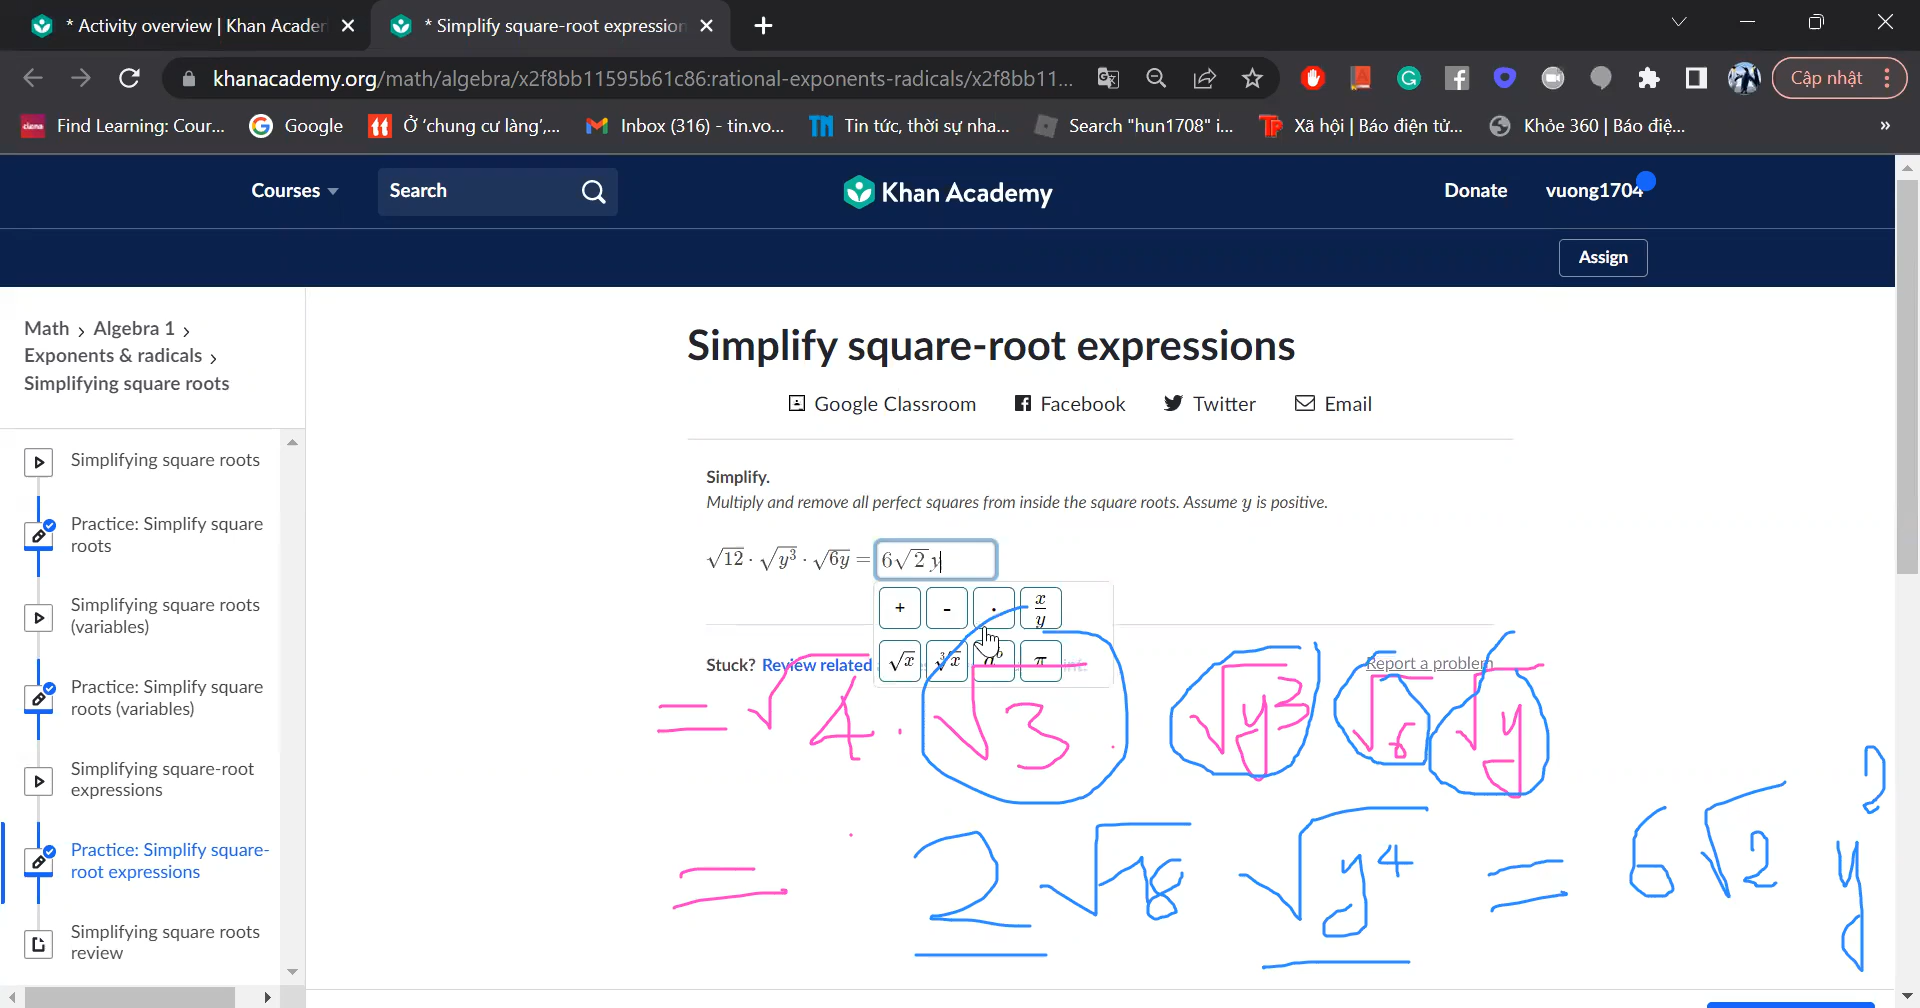 * Activity overview | Khan Acader
* Simplify square-root expression
khanacademy.org/math/algebra/x2f8bb11595b61c86:rational-exponents-radicals/x2f8bb11...
Cập nhật
Find Learning: Cour...
Google
Ở 'chung cư làng',...
Inbox (316) - tin.vo...
Tin tức, thời sự nha...
Search "hun1708" i...
Xã hội | Báo điện tử...
Khỏe 360 | Báo điệ...
»
Courses
Search
Khan Academy
Donate
vuong1704
Assign
Math › Algebra 1 ›
Exponents & radicals ›
Simplifying square roots
Simplifying square roots
Practice: Simplify square
roots
Simplifying square roots
(variables)
Practice: Simplify square
roots (variables)
Simplifying square-root
expressions
Practice: Simplify square-
root expressions
Simplifying square roots
review
Simplify square-root expressions
Google Classroom
Facebook
Twitter
Email
Simplify.
Multiply and remove all perfect squares from inside the square roots. Assume y is positive.
√12 · √y³ · √6y = 6√2 y
+ - · x/y
√x ∛x aᵇ π
Stuck? Review related
Report a problem
= √4 · √3 · √y³ √6 √y
= 2 √18 √y⁴ = 6 √2 y²